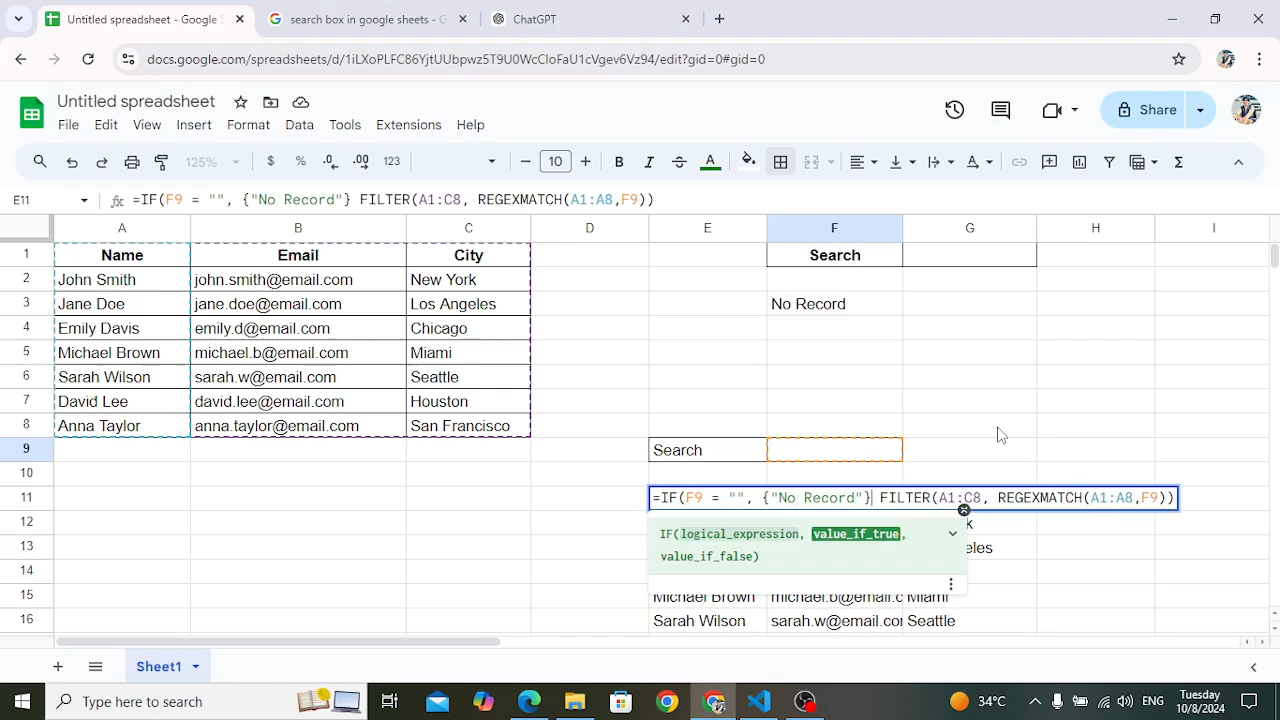 Untitled spreadsheet - Google S
search box in google sheets - G
ChatGPT
docs.google.com/spreadsheets/d/1iLXoPLFC86YjtUUbpwz5T9U0WcCIoFaU1cVgev6Vz94/edit?gid=0#gid=0
Untitled spreadsheet
File Edit View Insert Format Data Tools Extensions Help
Share
125% $ % .0 .00 123 10 B I A
E11 fx =IF(F9 = "", {"No Record"} FILTER(A1:C8, REGEXMATCH(A1:A8,F9))
A B C D E F G H I
1 Name Email City Search
2 John Smith john.smith@email.com New York
3 Jane Doe jane.doe@email.com Los Angeles No Record
4 Emily Davis emily.d@email.com Chicago
5 Michael Brown michael.b@email.com Miami
6 Sarah Wilson sarah.w@email.com Seattle
7 David Lee david.lee@email.com Houston
8 Anna Taylor anna.taylor@email.com San Francisco
9 Search
10
11 =IF(F9 = "", {"No Record"} FILTER(A1:C8, REGEXMATCH(A1:A8,F9))
12 IF(logical_expression, value_if_true, k
13 value_if_false) eles
14
15 Michael Brown michael.b@email.c Miami
16 Sarah Wilson sarah.w@email.cor Seattle
Sheet1
Type here to search
34°C
ENG
Tuesday
10/8/2024